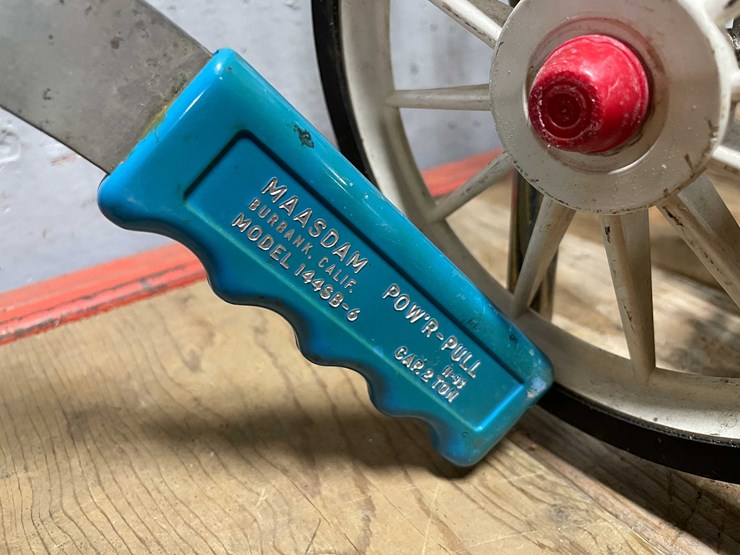 MAASDAM POW'R-PULL
BURBANK, CALIF.
MODEL 144SB-6
CAP. 2 TON